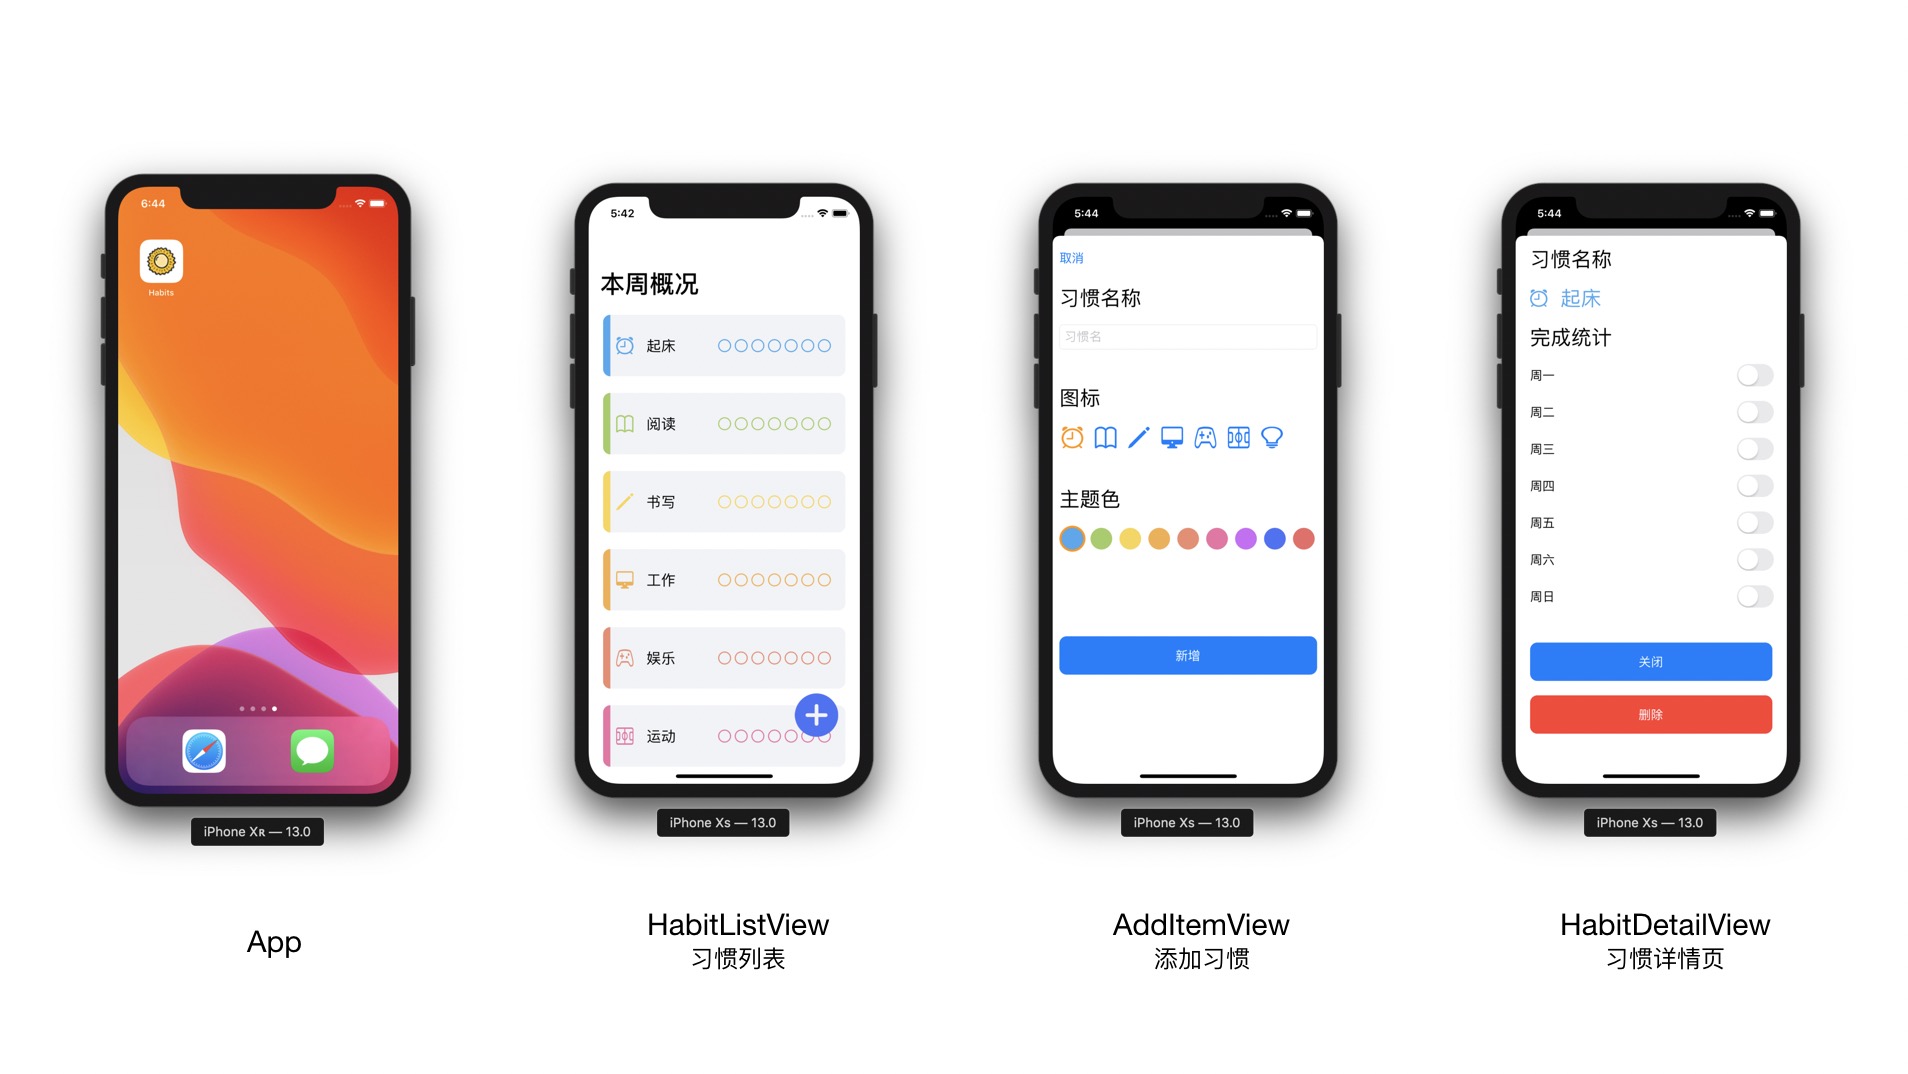 6:44
Habits
iPhone XR — 13.0
App
5:42
本周概况
起床
阅读
书写
工作
娱乐
运动
iPhone Xs — 13.0
HabitListView
习惯列表
5:44
取消
习惯名称
习惯名
图标
主题色
新增
iPhone Xs — 13.0
AddItemView
添加习惯
5:44
习惯名称
起床
完成统计
周一
周二
周三
周四
周五
周六
周日
关闭
删除
iPhone Xs — 13.0
HabitDetailView
习惯详情页